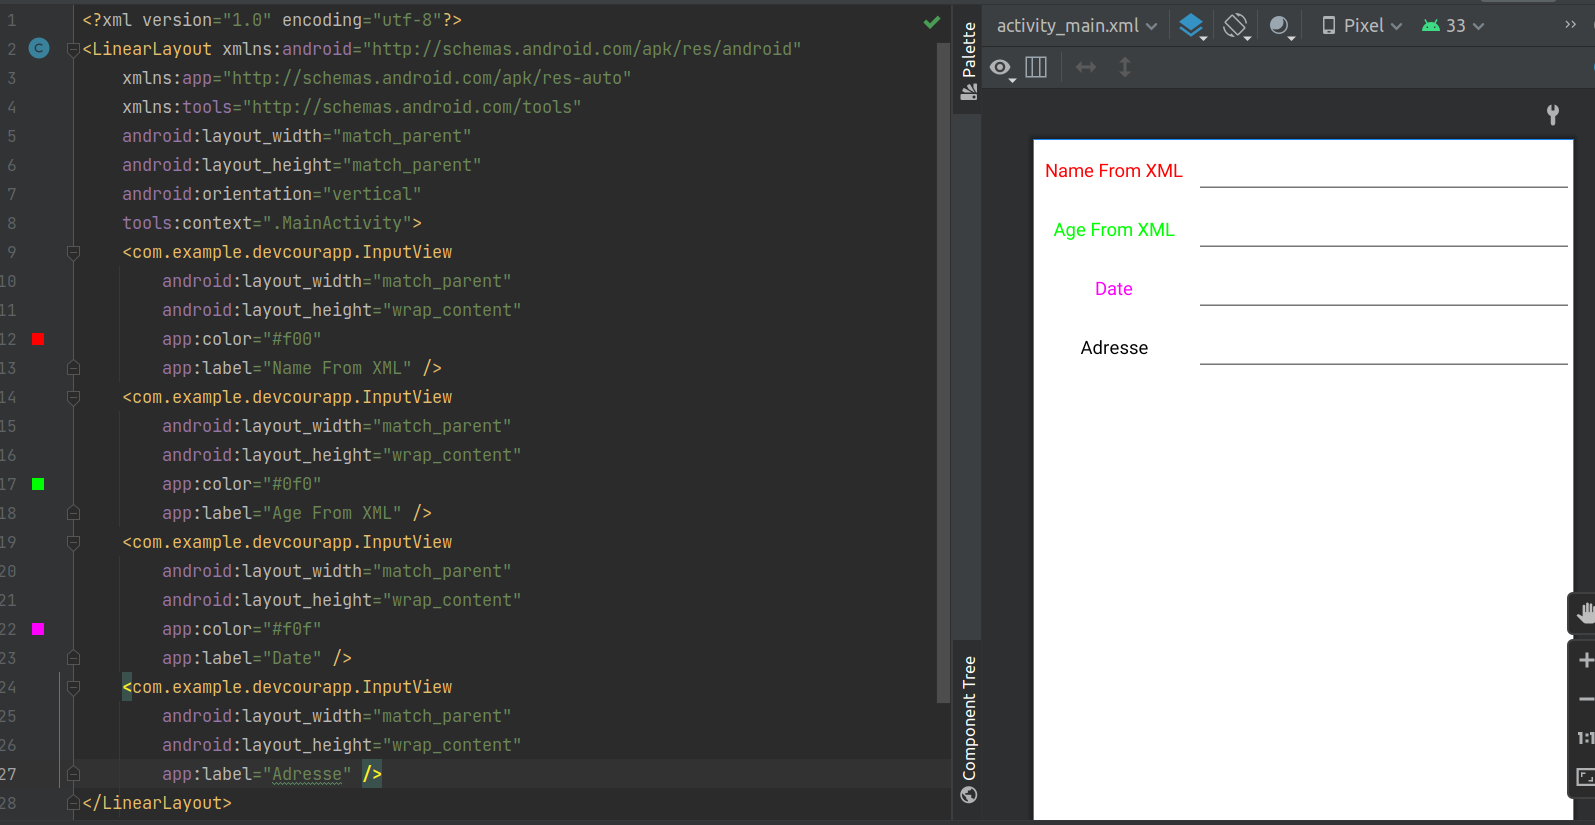 1 <?xml version="1.0" encoding="utf-8"?>
2 <LinearLayout xmlns:android="http://schemas.android.com/apk/res/android"
3 xmlns:app="http://schemas.android.com/apk/res-auto"
4 xmlns:tools="http://schemas.android.com/tools"
5 android:layout_width="match_parent"
6 android:layout_height="match_parent"
7 android:orientation="vertical"
8 tools:context=".MainActivity">
9 <com.example.devcourapp.InputView
10 android:layout_width="match_parent"
11 android:layout_height="wrap_content"
12 app:color="#f00"
13 app:label="Name From XML" />
14 <com.example.devcourapp.InputView
15 android:layout_width="match_parent"
16 android:layout_height="wrap_content"
17 app:color="#0f0"
18 app:label="Age From XML" />
19 <com.example.devcourapp.InputView
20 android:layout_width="match_parent"
21 android:layout_height="wrap_content"
22 app:color="#f0f"
23 app:label="Date" />
24 <com.example.devcourapp.InputView
25 android:layout_width="match_parent"
26 android:layout_height="wrap_content"
27 app:label="Adresse" />
28 </LinearLayout>
C
Palette
Component Tree
activity_main.xml Pixel 33 »
Name From XML
Age From XML
Date
Adresse
1:1